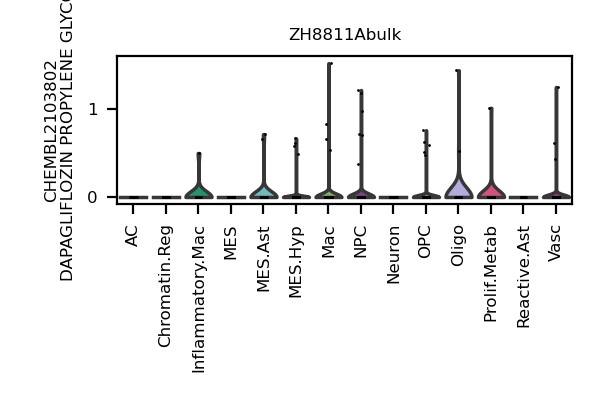 ZH8811Abulk
CHEMBL2103802
DAPAGLIFLOZIN PROPYLENE
1
0
AC
Chromatin.Reg
Inflammatory.Mac
MES
MES.Ast
MES.Hyp
Mac
NPC
Neuron
OPC
Oligo
Prolif.Metab
Reactive.Ast
Vasc